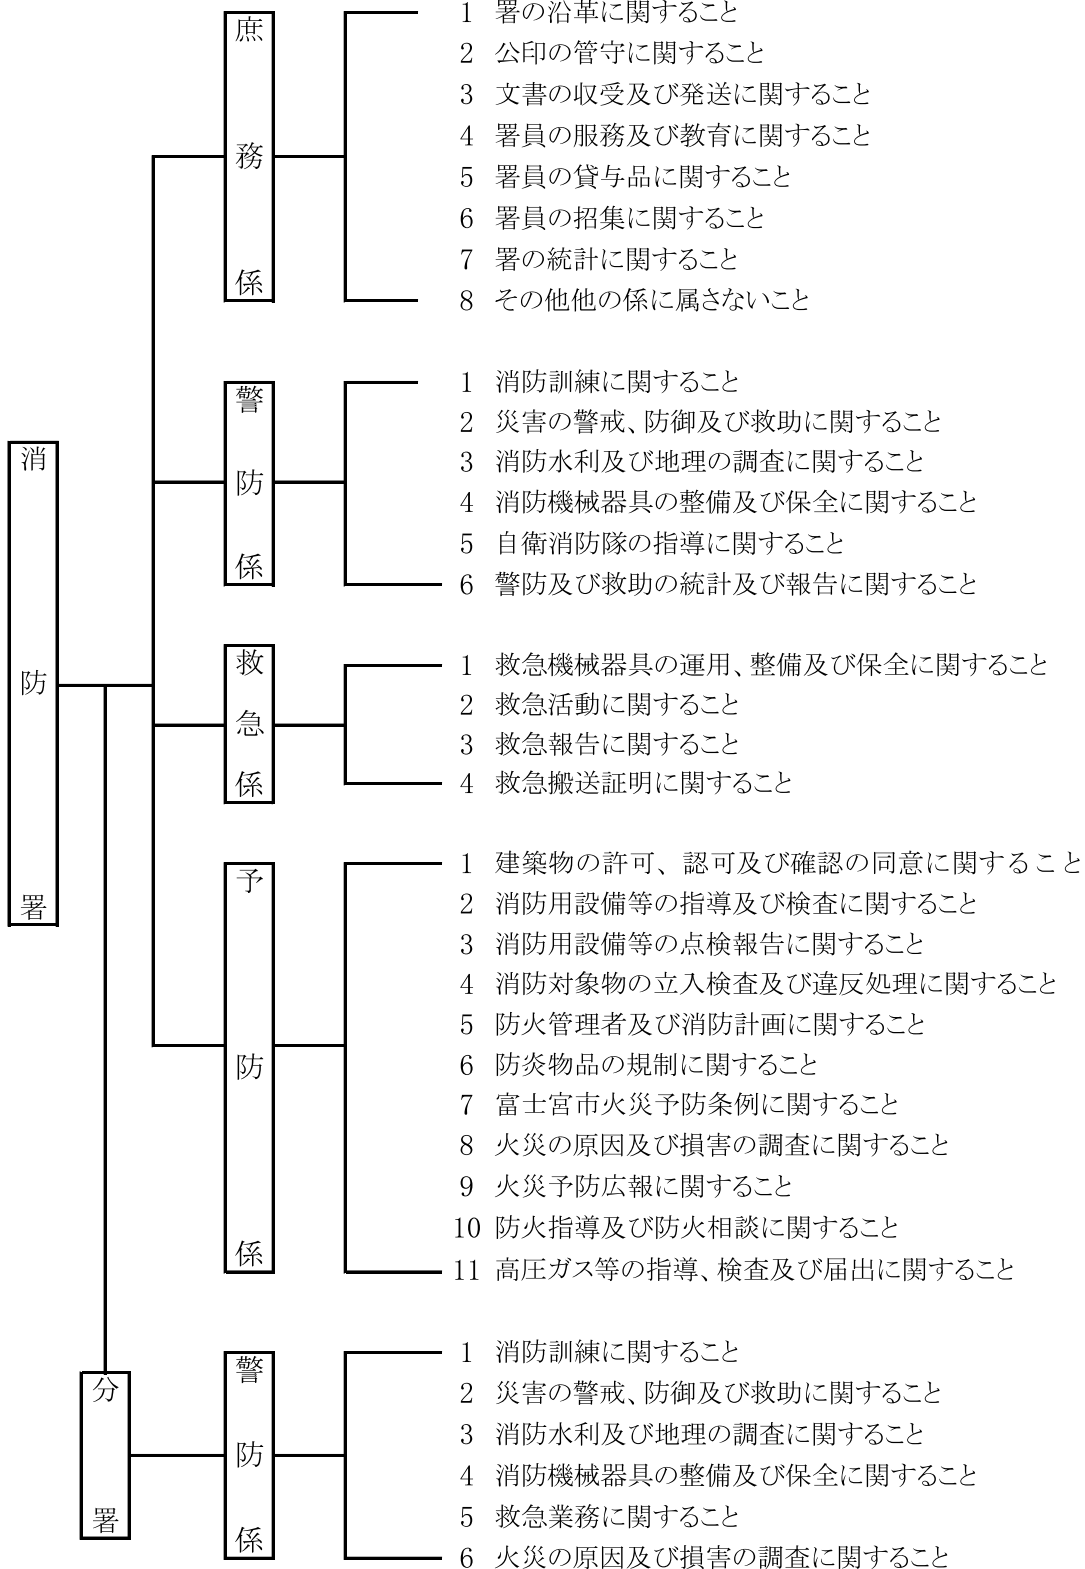 消防署
庶務係
1 署の沿革に関すること
2 公印の管守に関すること
3 文書の収受及び発送に関すること
4 署員の服務及び教育に関すること
5 署員の貸与品に関すること
6 署員の招集に関すること
7 署の統計に関すること
8 その他他の係に属さないこと
警防係
1 消防訓練に関すること
2 災害の警戒、防御及び救助に関すること
3 消防水利及び地理の調査に関すること
4 消防機械器具の整備及び保全に関すること
5 自衛消防隊の指導に関すること
6 警防及び救助の統計及び報告に関すること
救急係
1 救急機械器具の運用、整備及び保全に関すること
2 救急活動に関すること
3 救急報告に関すること
4 救急搬送証明に関すること
予防係
1 建築物の許可、認可及び確認の同意に関すること
2 消防用設備等の指導及び検査に関すること
3 消防用設備等の点検報告に関すること
4 消防対象物の立入検査及び違反処理に関すること
5 防火管理者及び消防計画に関すること
6 防炎物品の規制に関すること
7 富士宮市火災予防条例に関すること
8 火災の原因及び損害の調査に関すること
9 火災予防広報に関すること
10 防火指導及び防火相談に関すること
11 高圧ガス等の指導、検査及び届出に関すること
分署
警防係
1 消防訓練に関すること
2 災害の警戒、防御及び救助に関すること
3 消防水利及び地理の調査に関すること
4 消防機械器具の整備及び保全に関すること
5 救急業務に関すること
6 火災の原因及び損害の調査に関すること